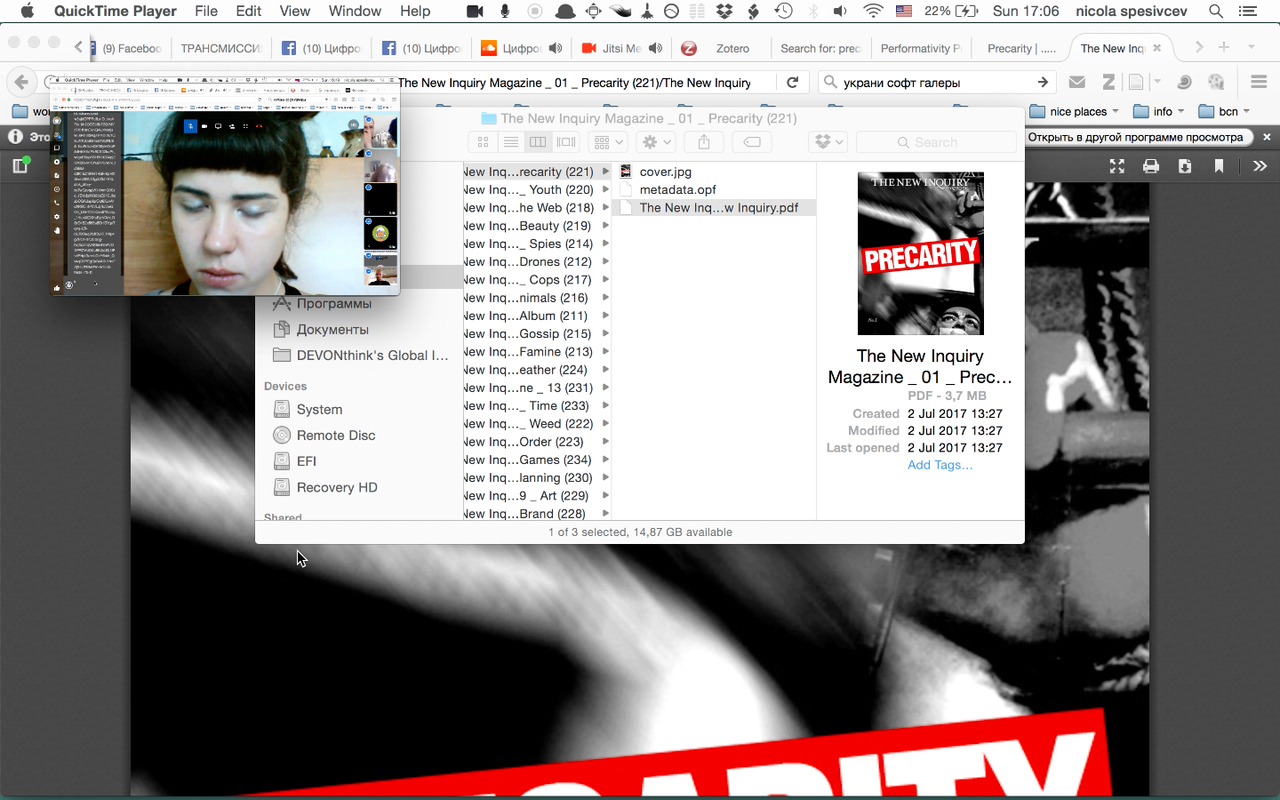 QuickTime Player File Edit View Window Help 22% Sun 17:06 nicola spesivcev
(9) Faceboo ТРАНСМИССИ (10) Цифро (10) Цифро Цифро Jitsi Me Zotero Search for: prec Performativity P Precarity | ..... The New Inq
The New Inquiry Magazine _ 01 _ Precarity (221)/The New Inquiry украни софт галеры
wor nice places info bcn
Это Открыть в другой программе просмотра
The New Inquiry Magazine _ 01 _ Precarity (221)
Search
New Inq...recarity (221)
New Inq..._ Youth (220)
New Inq...he Web (218)
New Inq...Beauty (219)
New Inq..._ Spies (214)
New Inq...Drones (212)
New Inq..._ Cops (217)
New Inq...nimals (216)
New Inq...Album (211)
New Inq...Gossip (215)
New Inq...Famine (213)
New Inq...eather (224)
New Inq...ne _ 13 (231)
New Inq..._ Time (233)
New Inq..._ Weed (222)
New Inq...Order (223)
New Inq...Games (234)
New Inq...lanning (230)
New Inq...9 _ Art (229)
New Inq...Brand (228)
cover.jpg
metadata.opf
The New Inq...w Inquiry.pdf
Программы
Документы
DEVONthink's Global I...
Devices
System
Remote Disc
EFI
Recovery HD
Shared
THE NEW INQUIRY
PRECARITY
The New Inquiry
Magazine _ 01 _ Prec...
PDF - 3,7 MB
Created 2 Jul 2017 13:27
Modified 2 Jul 2017 13:27
Last opened 2 Jul 2017 13:27
Add Tags...
1 of 3 selected, 14,87 GB available
ECARITY